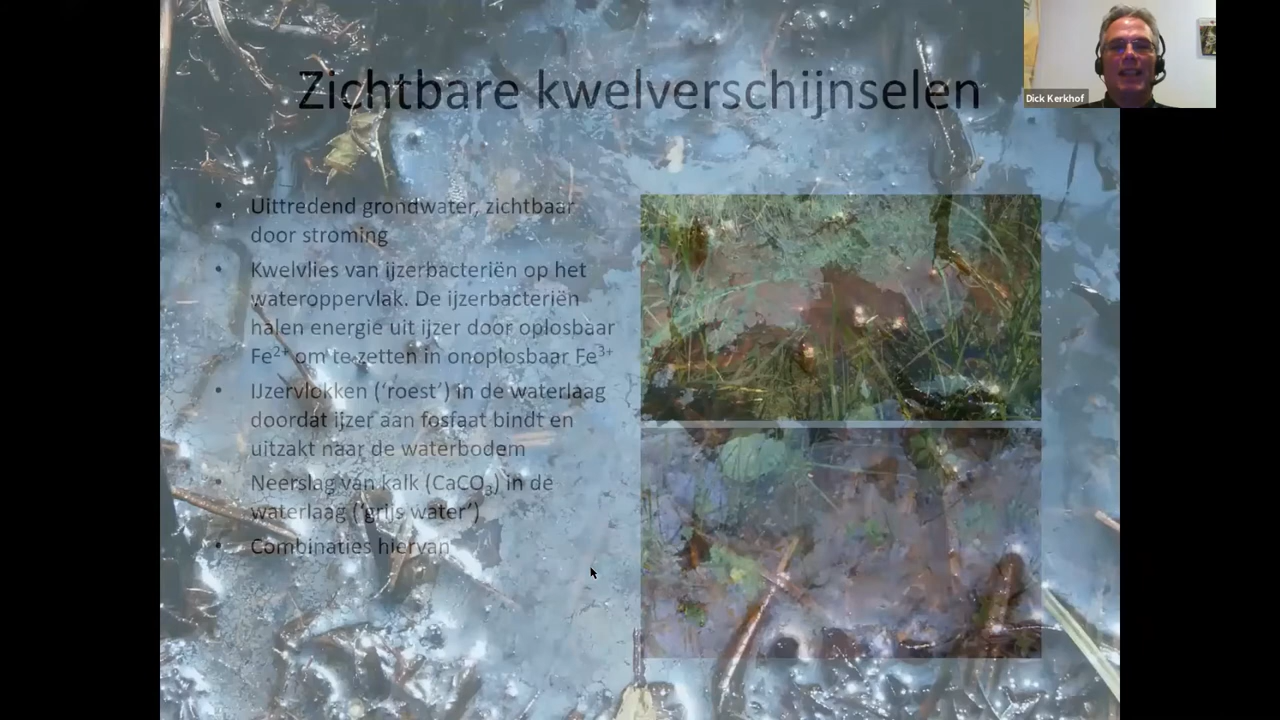 Zichtbare kwelverschijnselen
Dick Kerkhof
• Uittredend grondwater, zichtbaar
door stroming
• Kwelvlies van ijzerbacteriën op het
wateroppervlak. De ijzerbacteriën
halen energie uit ijzer door oplosbaar
Fe²⁺ om te zetten in onoplosbaar Fe³⁺
• IJzervlokken (‘roest’) in de waterlaag
doordat ijzer aan fosfaat bindt en
uitzakt naar de waterbodem
• Neerslag van kalk (CaCO₃) in de
waterlaag (‘grijs water’)
• Combinaties hiervan